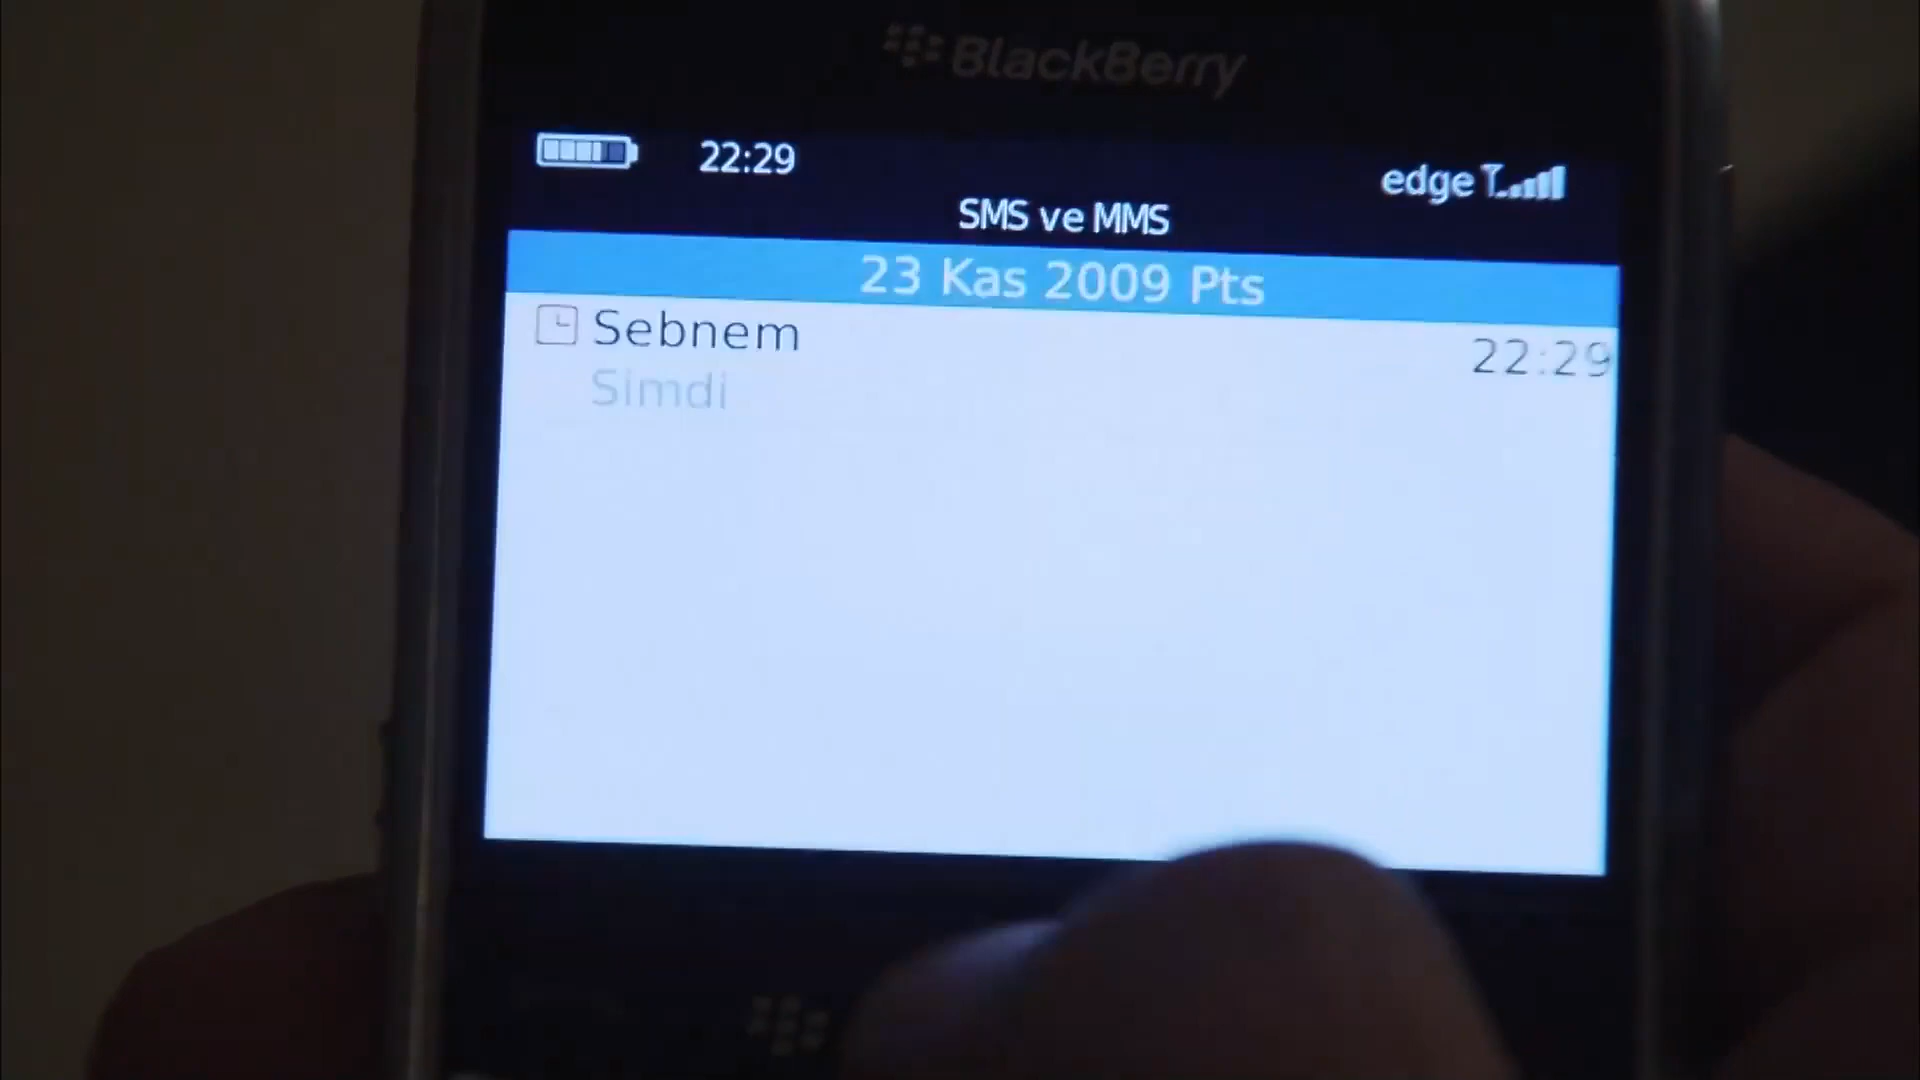 BlackBerry
22:29
edge
SMS ve MMS
23 Kas 2009 Pts
Sebnem 22:29
Simdi